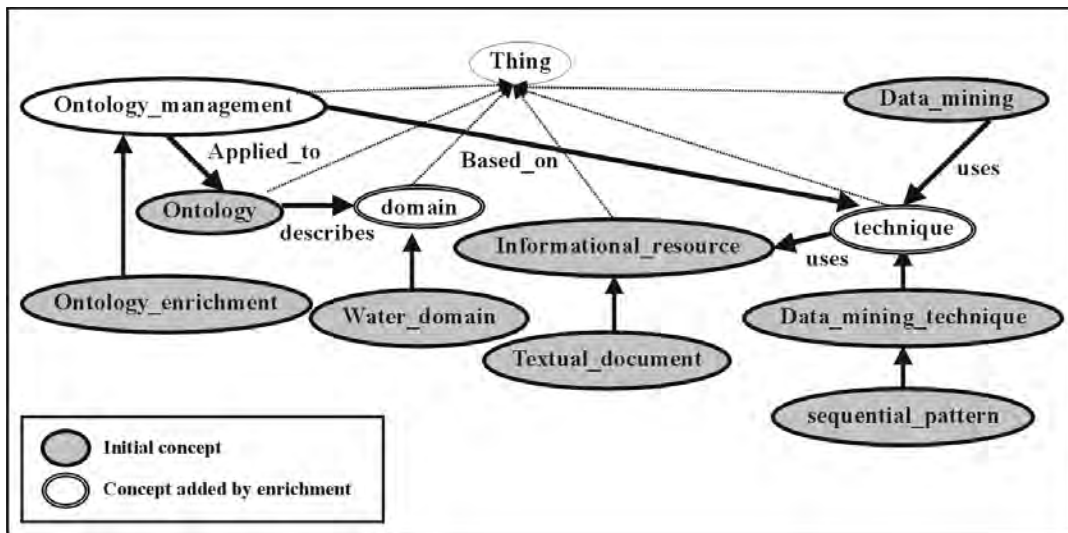 Thing
Ontology_management
Data_mining
Applied_to
Based_on
uses
Ontology
domain
technique
describes
Informational_resource
uses
Ontology_enrichment
Water_domain
Data_mining_technique
Textual_document
sequential_pattern
Initial concept
Concept added by enrichment